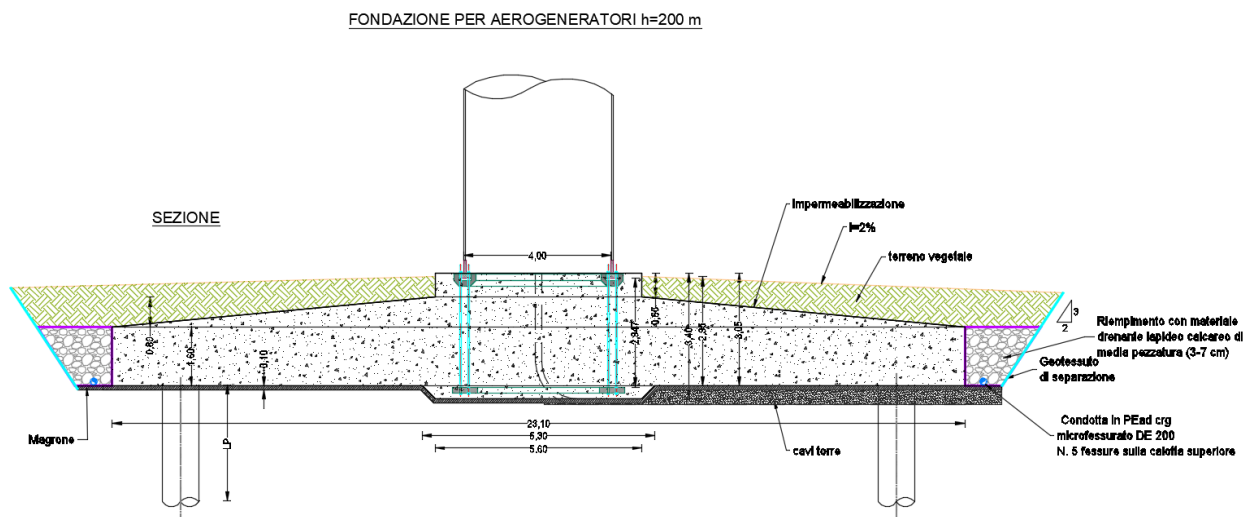 FONDAZIONE PER AEROGENERATORI h=200 m
SEZIONE
Impermeabilizzazione
i=2%
terreno vegetale
4,00
0,80
1,60
0,10
2,947
0,55
3,40
2,95
3,05
3
2
Riempimento con materiale
drenante lapideo calcareo di
media pezzatura (3-7 cm)
Geotessuto
di separazione
Magrone
LP
23,10
6,30
5,60
cavi torre
Condotta in PEad crg
microfessurato DE 200
N. 5 fessure sulla calotta superiore